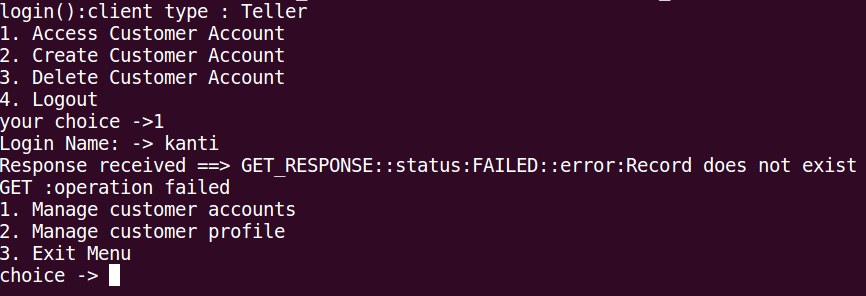 login():client type : Teller
1. Access Customer Account
2. Create Customer Account
3. Delete Customer Account
4. Logout
your choice ->1
Login Name: -> kanti
Response received ==> GET_RESPONSE::status:FAILED::error:Record does not exist
GET :operation failed
1. Manage customer accounts
2. Manage customer profile
3. Exit Menu
choice ->